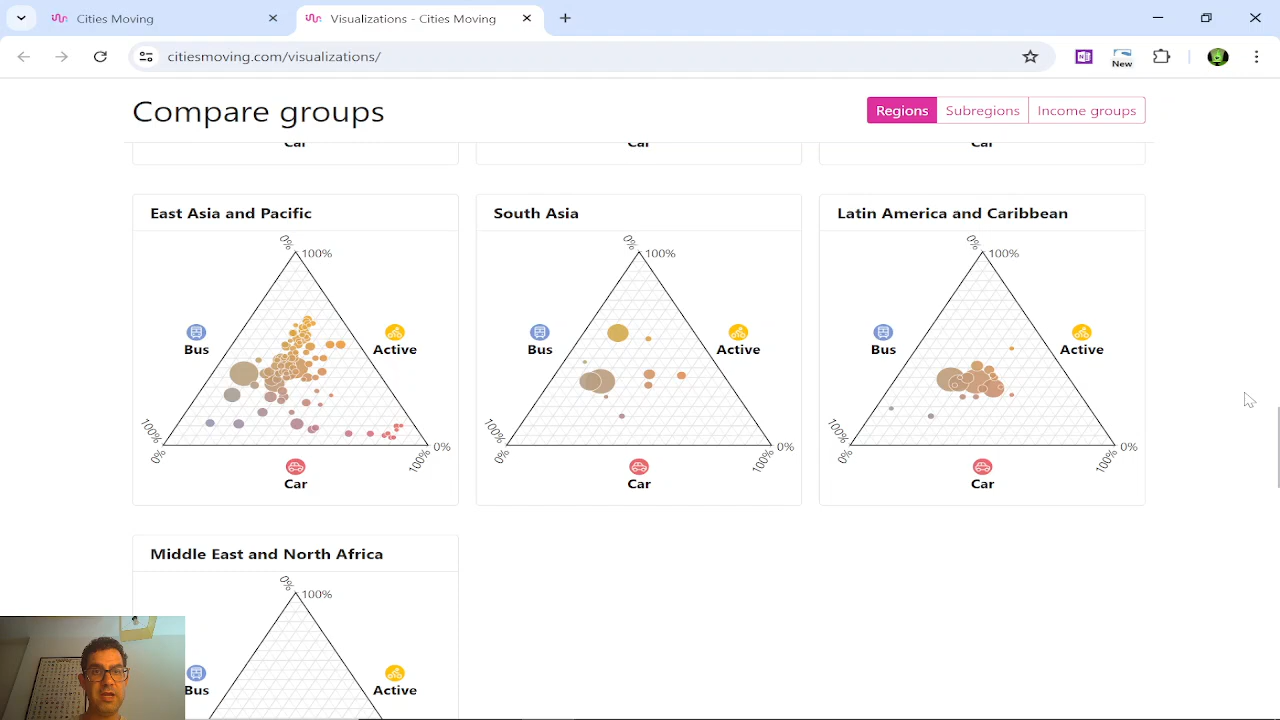 Cities Moving
Visualizations - Cities Moving
citiesmoving.com/visualizations/
New
Compare groups
Regions
Subregions
Income groups
Car
Car
Car
East Asia and Pacific
0%
100%
Bus
Active
100%
0%
0%
100%
Car
South Asia
0%
100%
Bus
Active
100%
0%
0%
100%
Car
Latin America and Caribbean
0%
100%
Bus
Active
100%
0%
0%
100%
Car
Middle East and North Africa
0%
100%
Bus
Active